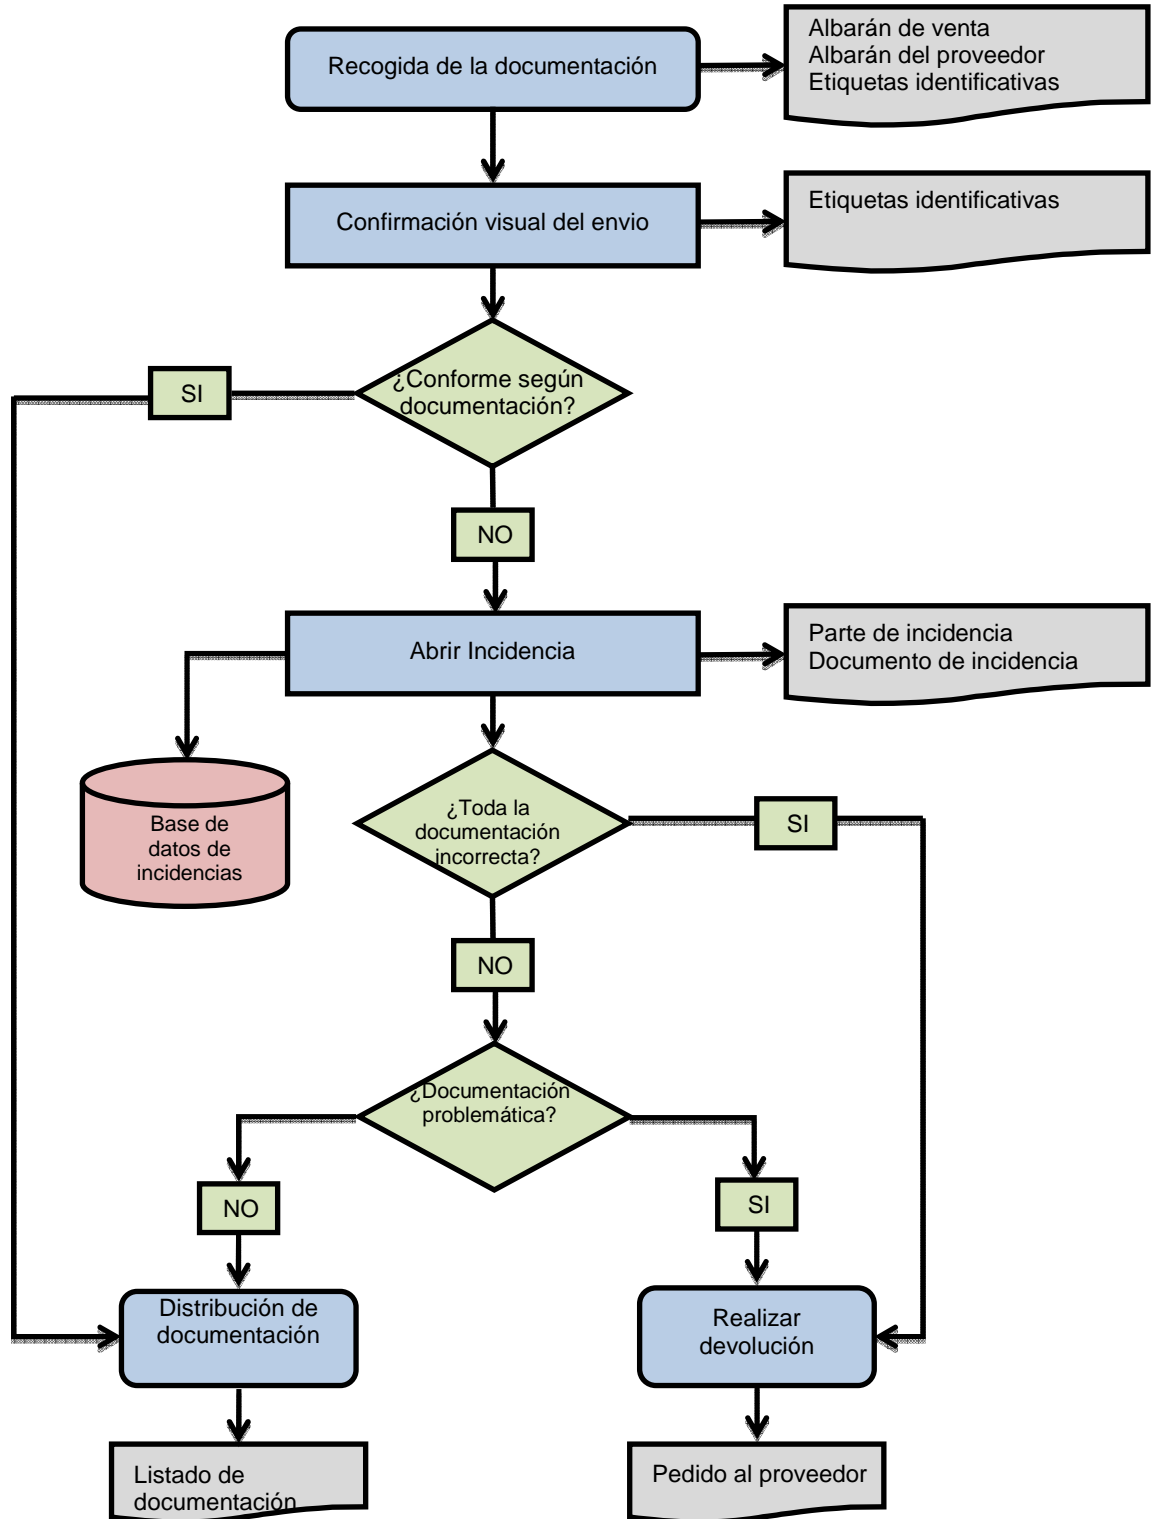 Recogida de la documentación
Albarán de venta
Albarán del proveedor
Etiquetas identificativas
Confirmación visual del envio
Etiquetas identificativas
¿Conforme según
documentación?
SI
NO
Abrir Incidencia
Parte de incidencia
Documento de incidencia
Base de
datos de
incidencias
¿Toda la
documentación
incorrecta?
SI
NO
¿Documentación
problemática?
NO
SI
Distribución de
documentación
Realizar
devolución
Listado de
documentación
Pedido al proveedor